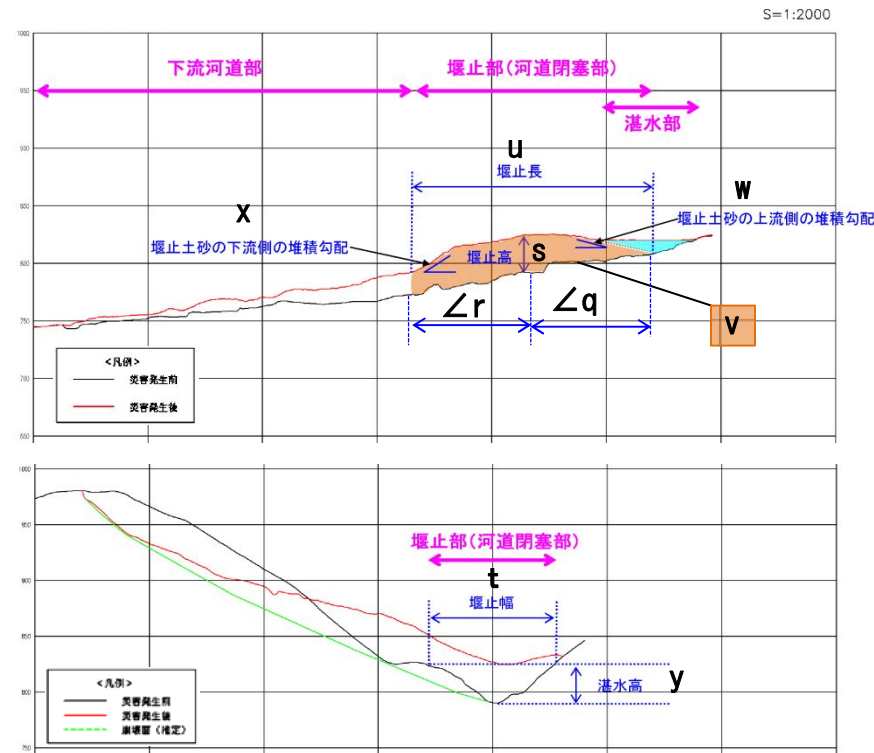 S=1:2000
1000
下流河道部
堰止部(河道閉塞部)
950
湛水部
900
u
堰止長
w
850
x
堰止土砂の上流側の堆積勾配
堰止土砂の下流側の堆積勾配
堰止高
s
800
∠r
∠q
750
v
<凡例>
災害発生前
700
災害発生後
650
1000
950
堰止部(河道閉塞部)
900
t
堰止幅
850
y
湛水高
<凡例>
800
災害発生前
災害発生後
崩壊面(推定)
750